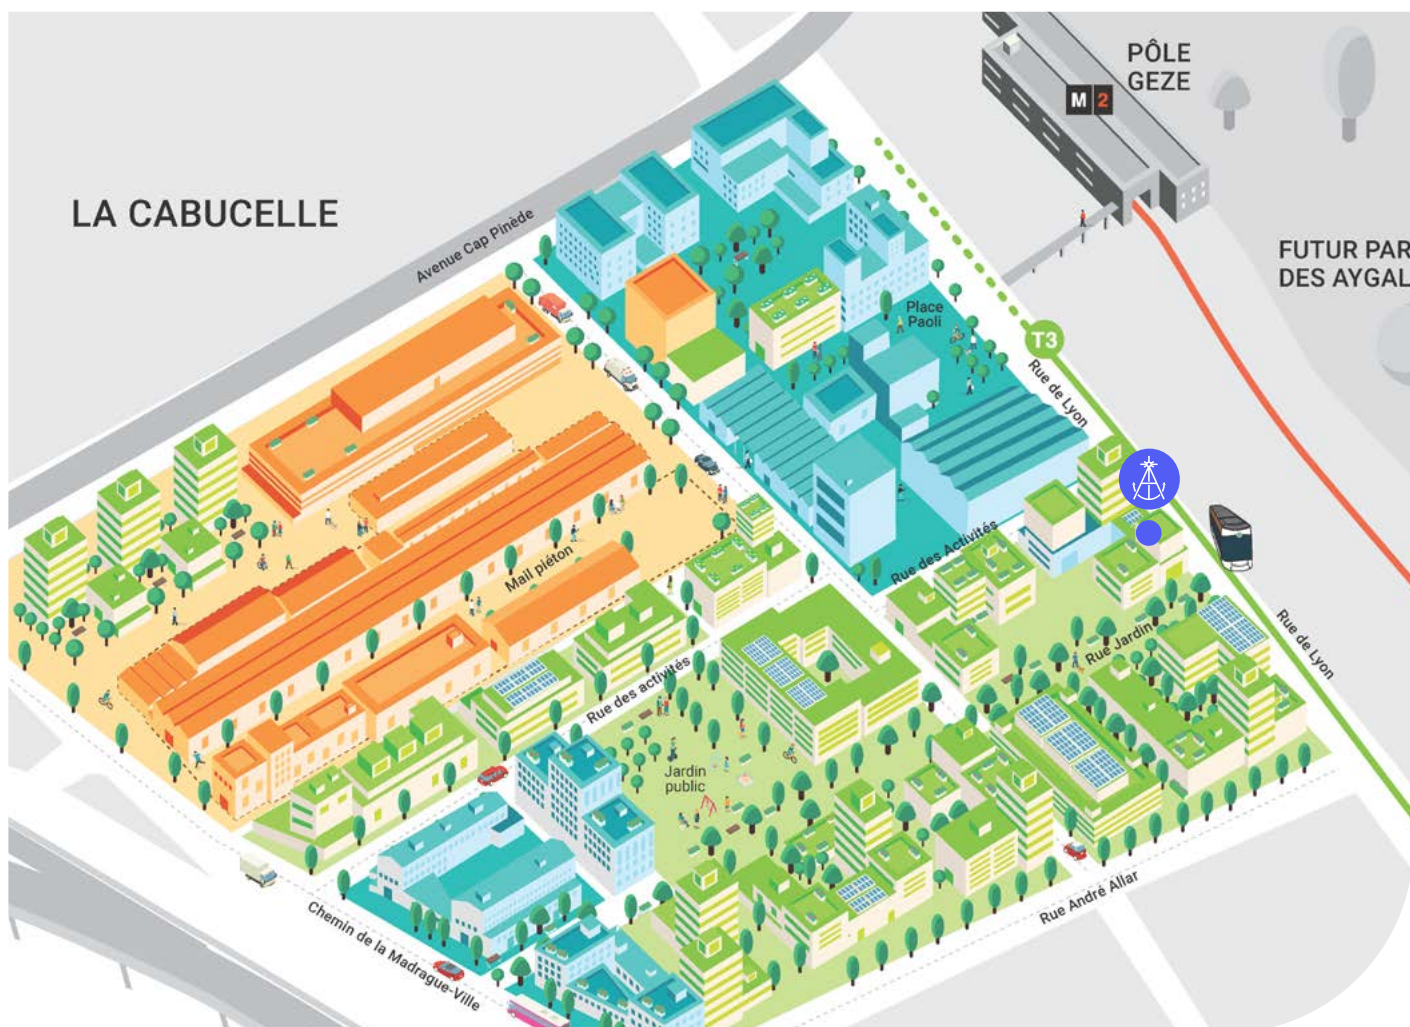 PÔLE
GEZE
M 2
LA CABUCELLE
Avenue Cap Pinède
FUTUR PAR
DES AYGAL
Place
Paoli
T3
Rue de Lyon
Rue des Activités
Mail piéton
Rue Jardin
Rue de Lyon
Rue des activités
Jardin
public
Rue André Allar
Chemin de la Madrague-Ville